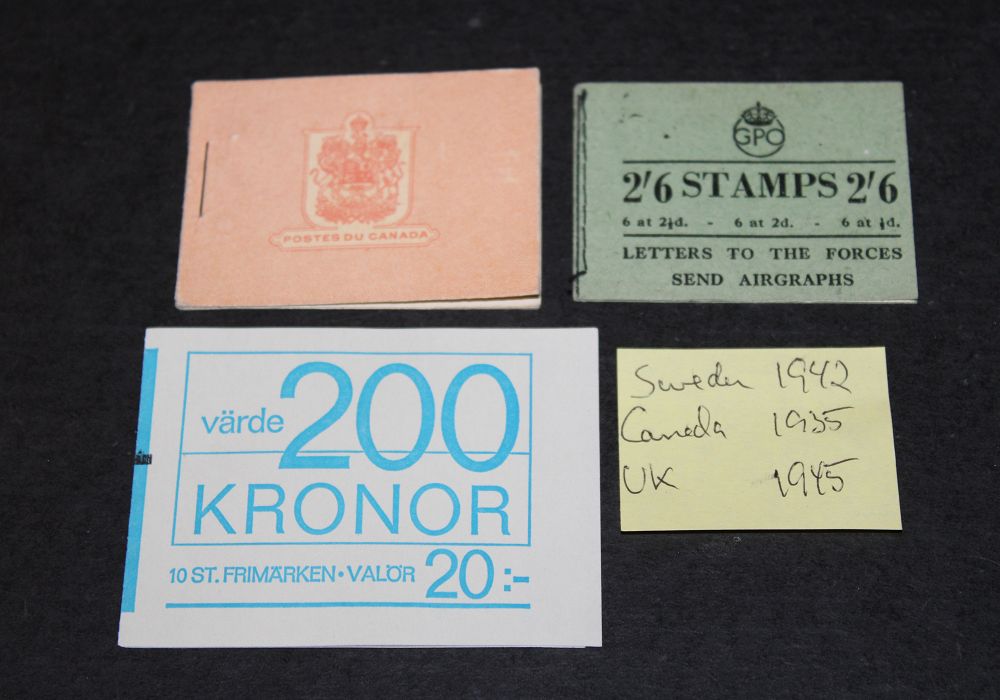 POSTES DU CANADA
GPO
2'6 STAMPS 2'6
6 at 2½d. - 6 at 2d. - 6 at ½d.
LETTERS TO THE FORCES
SEND AIRGRAPHS
värde 200
KRONOR
10 ST. FRIMÄRKEN • VALÖR 20:-
Sweden 1942
Canada 1935
UK 1945